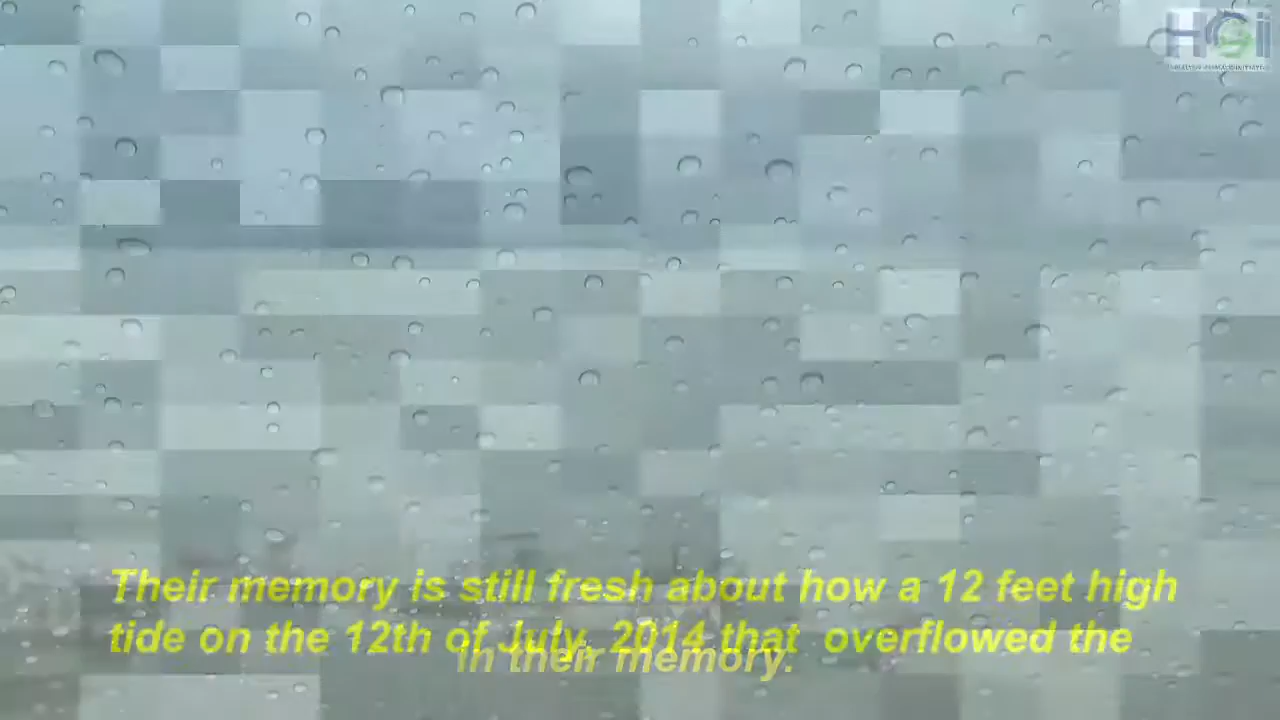 HGi
Their memory is still fresh about how a 12 feet high
tide on the 12th of July, 2014 that  overflowed the
in their memory.